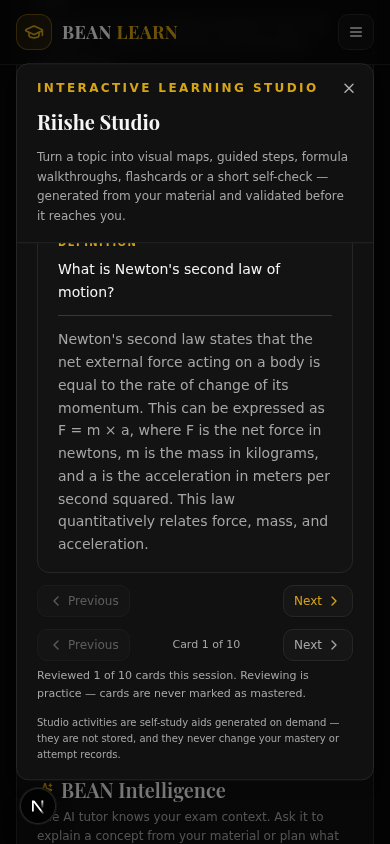 BEAN LEARN
INTERACTIVE LEARNING STUDIO
Riishe Studio
Turn a topic into visual maps, guided steps, formula
walkthroughs, flashcards or a short self-check —
generated from your material and validated before
it reaches you.
DEFINITION
What is Newton's second law of
motion?
Newton's second law states that the
net external force acting on a body is
equal to the rate of change of its
momentum. This can be expressed as
F = m × a, where F is the net force in
newtons, m is the mass in kilograms,
and a is the acceleration in meters per
second squared. This law
quantitatively relates force, mass, and
acceleration.
Previous Next
Previous Card 1 of 10 Next
Reviewed 1 of 10 cards this session. Reviewing is
practice — cards are never marked as mastered.
Studio activities are self-study aids generated on demand —
they are not stored, and they never change your mastery or
attempt records.
BEAN Intelligence
AI tutor knows your exam context. Ask it to
explain a concept from your material or plan what
N